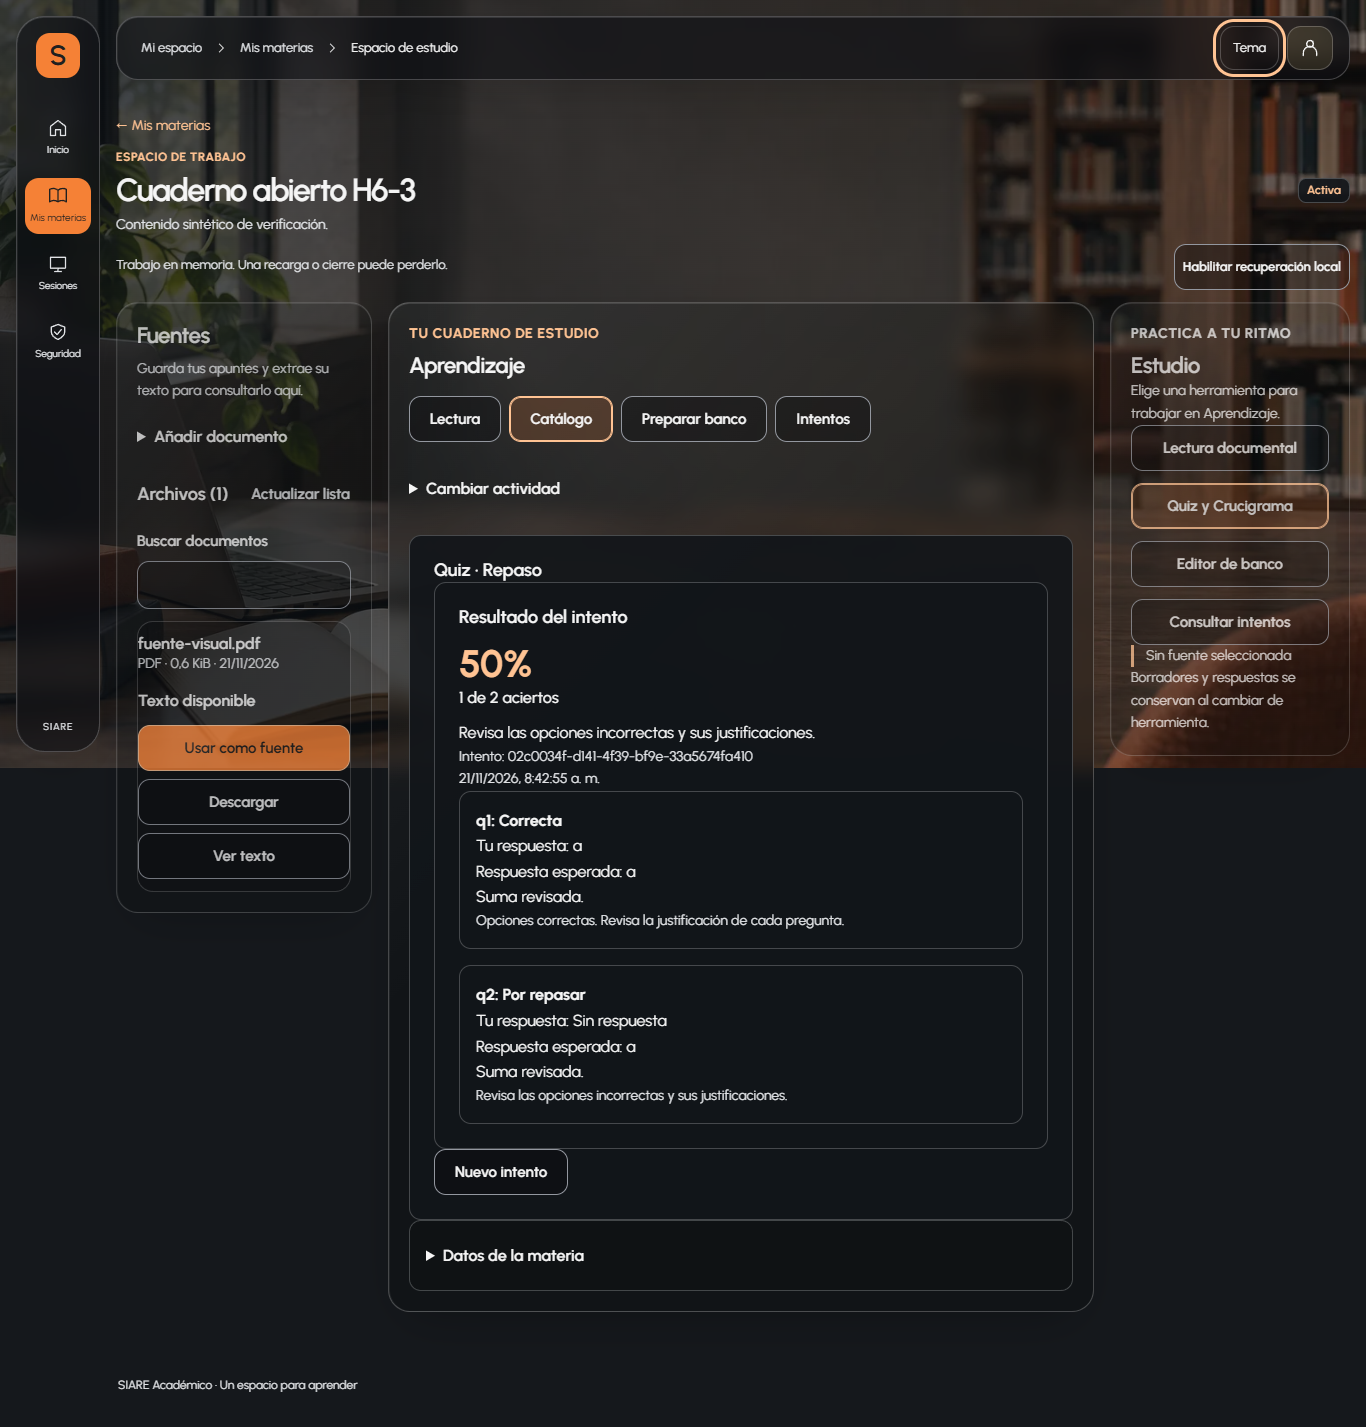 S
Inicio
Mis materias
Sesiones
Seguridad
SIARE
Mi espacio > Mis materias > Espacio de estudio
Tema
← Mis materias
ESPACIO DE TRABAJO
Cuaderno abierto H6-3
Activa
Contenido sintético de verificación.
Trabajo en memoria. Una recarga o cierre puede perderlo.
Habilitar recuperación local
Fuentes
Guarda tus apuntes y extrae su
texto para consultarlo aquí.
Añadir documento
Archivos (1) Actualizar lista
Buscar documentos
fuente-visual.pdf
PDF · 0,6 KiB · 21/11/2026
Texto disponible
Usar como fuente
Descargar
Ver texto
TU CUADERNO DE ESTUDIO
Aprendizaje
Lectura Catálogo Preparar banco Intentos
Cambiar actividad
Quiz · Repaso
Resultado del intento
50%
1 de 2 aciertos
Revisa las opciones incorrectas y sus justificaciones.
Intento: 02c0034f-d141-4f39-bf9e-33a5674fa410
21/11/2026, 8:42:55 a. m.
q1: Correcta
Tu respuesta: a
Respuesta esperada: a
Suma revisada.
Opciones correctas. Revisa la justificación de cada pregunta.
q2: Por repasar
Tu respuesta: Sin respuesta
Respuesta esperada: a
Suma revisada.
Revisa las opciones incorrectas y sus justificaciones.
Nuevo intento
Datos de la materia
PRACTICA A TU RITMO
Estudio
Elige una herramienta para
trabajar en Aprendizaje.
Lectura documental
Quiz y Crucigrama
Editor de banco
Consultar intentos
Sin fuente seleccionada
Borradores y respuestas se
conservan al cambiar de
herramienta.
SIARE Académico · Un espacio para aprender